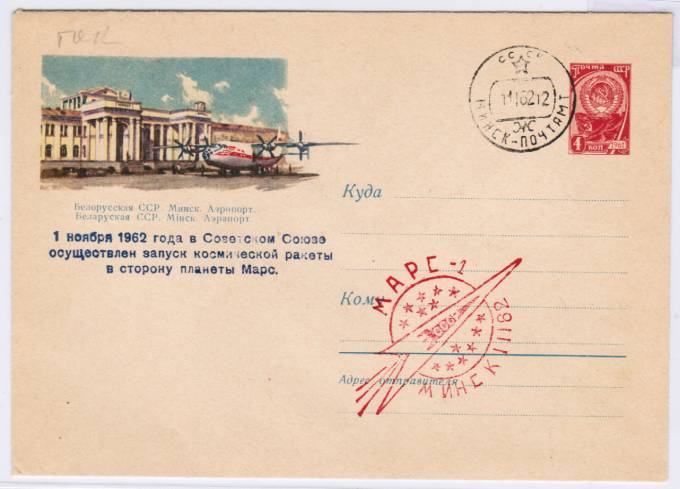 ПОЧТА СССР
4 КОП 1961
СССР
1 11 62 12
МИНСК-ПОЧТАМТ
Белорусская ССР. Минск. Аэропорт.
Беларуская ССР. Мінск. Аэрапорт.
1 ноября 1962 года в Советском Союзе
осуществлен запуск космической ракеты
в сторону планеты Марс.
Куда
Кому
Адрес отправителя
МАРС-1
СССР
МИНСК 1 11 62